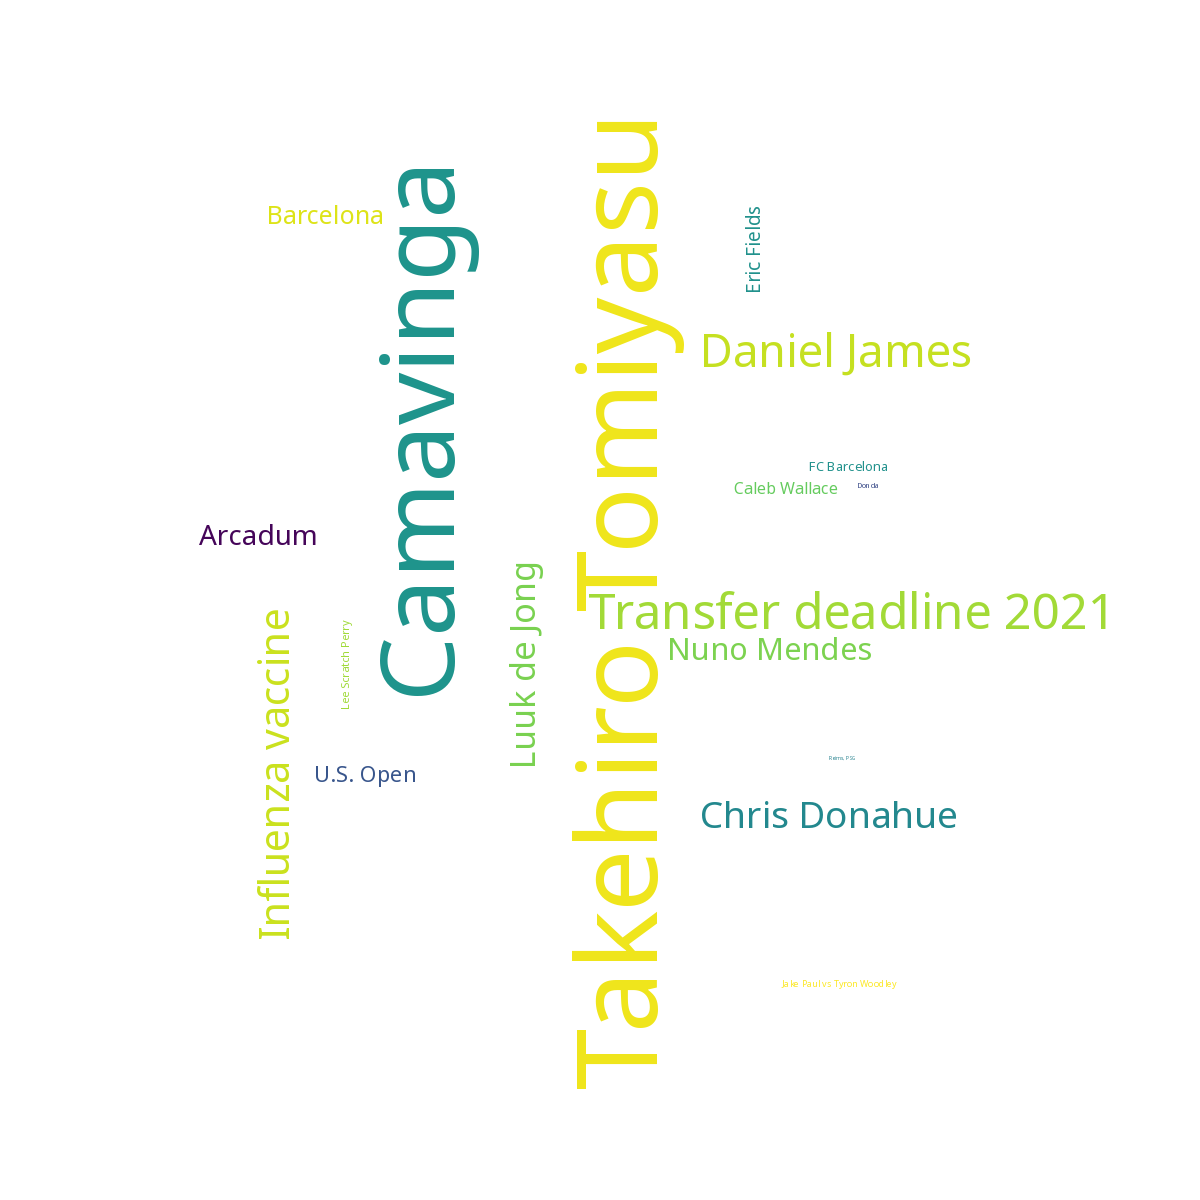 Barcelona
Camavinga
Takehiro Tomiyasu
Eric Fields
Daniel James
FC Barcelona
Caleb Wallace
Donda
Arcadum
Luuk de Jong
Transfer deadline 2021
Nuno Mendes
Influenza vaccine
Lee Scratch Perry
U.S. Open
Reims. PSG
Chris Donahue
Jake Paul vs Tyron Woodley